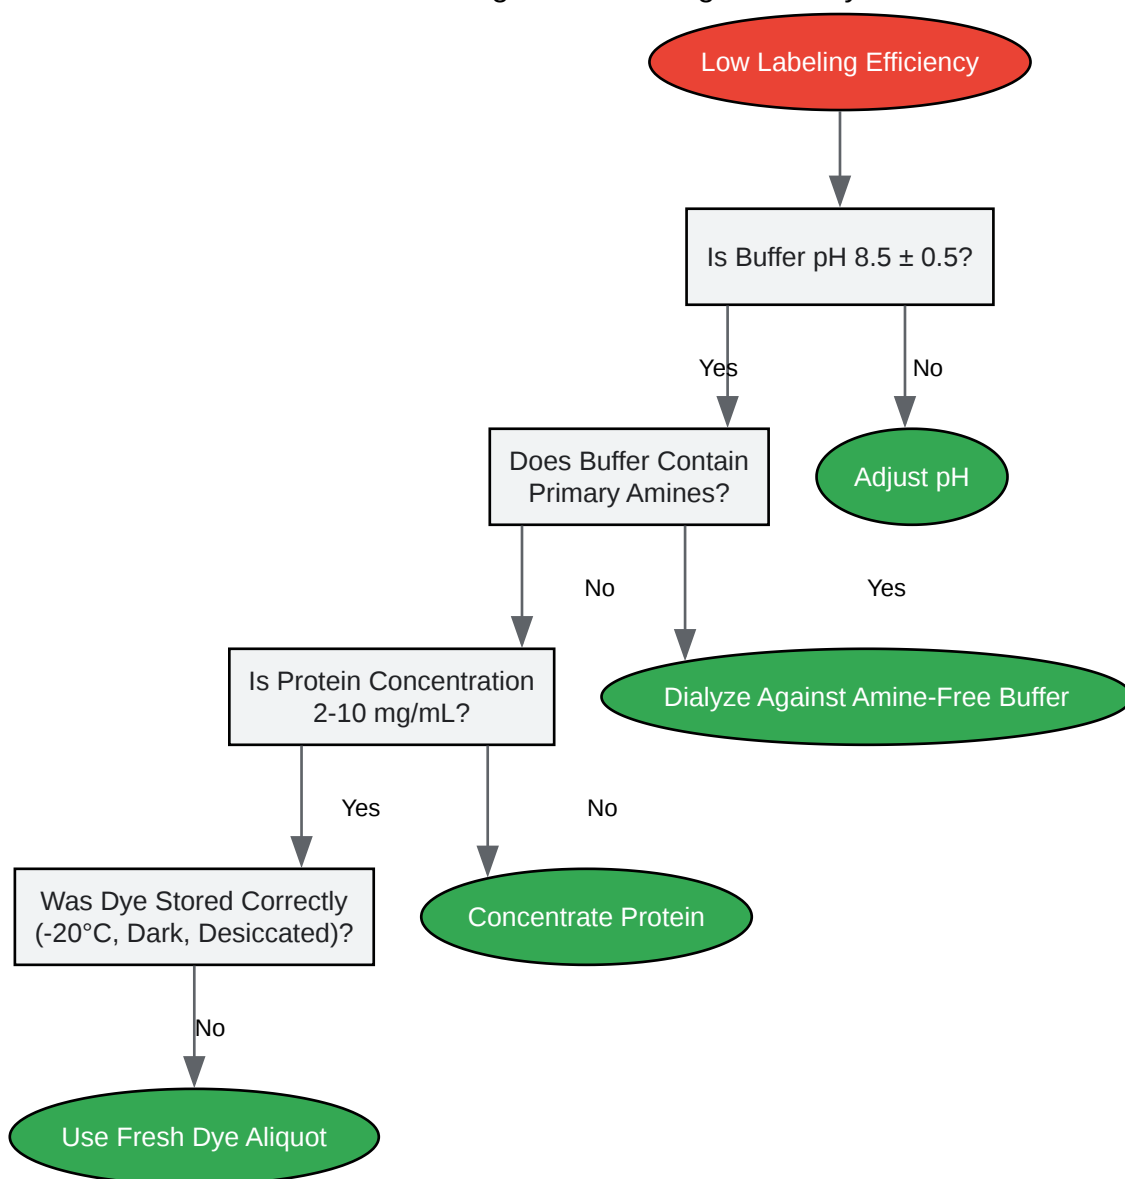 Low Labeling Efficiency
Is Buffer pH 8.5 ± 0.5?
Yes
No
Does Buffer Contain
Primary Amines?
Adjust pH
No
Yes
Is Protein Concentration
2-10 mg/mL?
Dialyze Against Amine-Free Buffer
Yes
No
Was Dye Stored Correctly
(-20°C, Dark, Desiccated)?
Concentrate Protein
No
Use Fresh Dye Aliquot